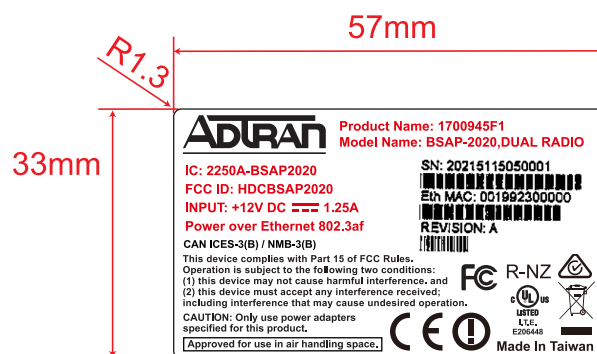 57mm
R1.3
33mm
ADTRAN
Product Name: 1700945F1
Model Name: BSAP-2020,DUAL RADIO
IC: 2250A-BSAP2020
FCC ID: HDCBSAP2020
INPUT: +12V DC 1.25A
Power over Ethernet 802.3af
SN: 20215115050001
Eth MAC: 001992300000
REVISION: A
CAN ICES-3(B) / NMB-3(B)
This device complies with Part 15 of FCC Rules.
Operation is subject to the following two conditions:
(1) this device may not cause harmful interference. and
(2) this device must accept any interference received;
including interference that may cause undesired operation.
CAUTION: Only use power adapters
specified for this product.
Approved for use in air handling space.
FC R-NZ
C UL US
LISTED
I.T.E.
E206448
CE
Made In Taiwan